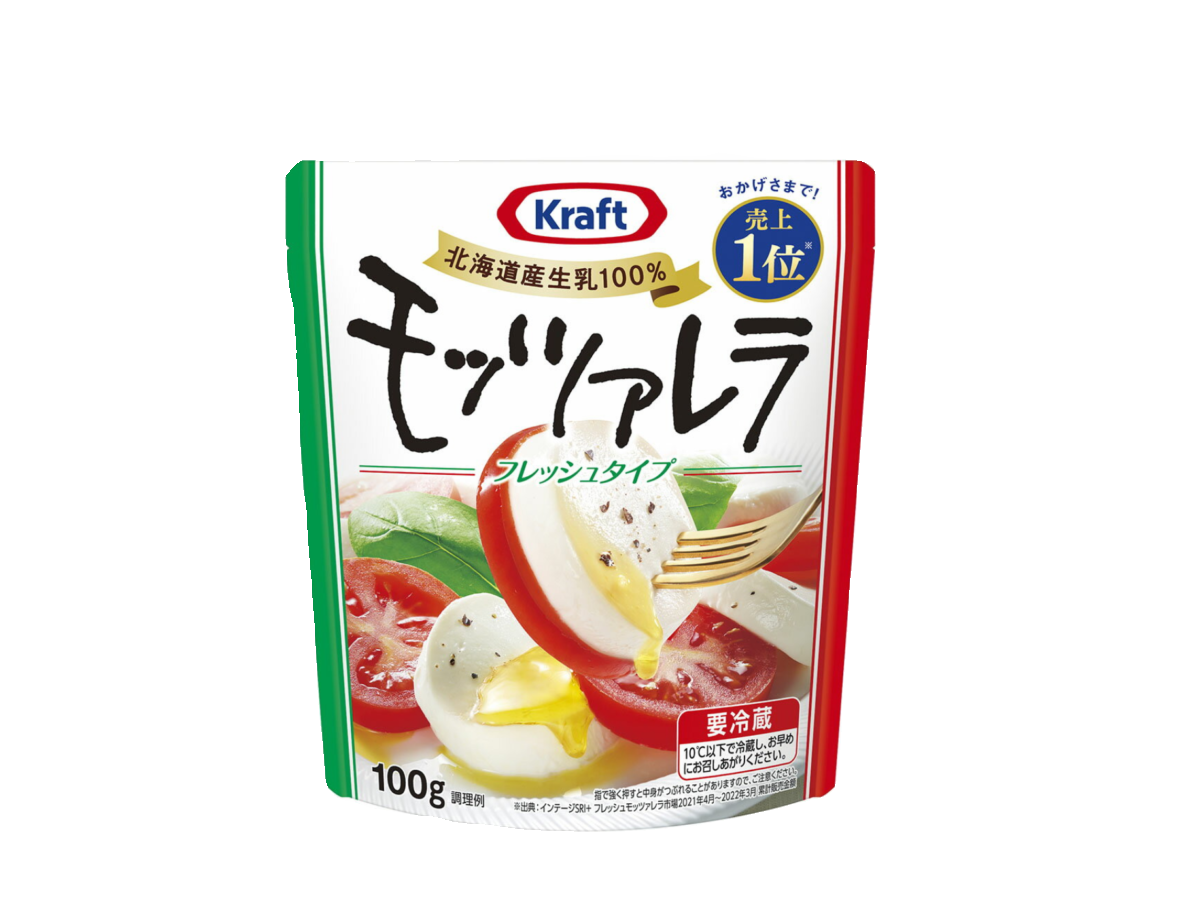 Kraft
おかげさまで!
売上
1位※
北海道産生乳100%
モッツァレラ
フレッシュタイプ
要冷蔵
10℃以下で冷蔵し、お早め
にお召しあがりください。
100g 調理例
指で強く押すと中身がつぶれることがありますので、ご注意ください。
※出典:インテージSRI+ フレッシュモッツァレラ市場2021年4月~2022年3月 累計販売金額